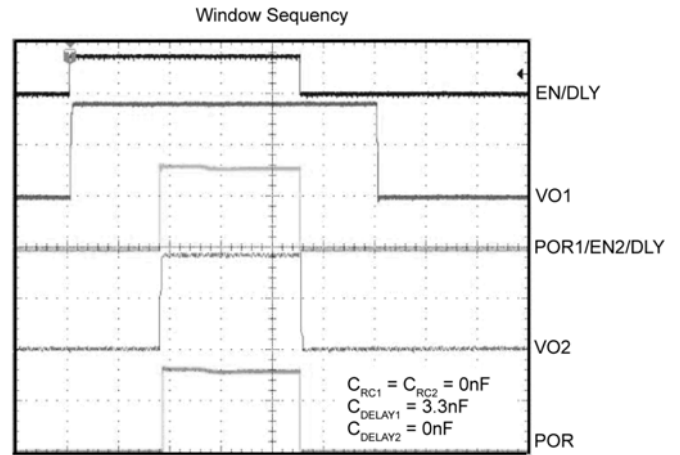 Window Sequency
EN/DLY
VO1
POR1/EN2/DLY
VO2
C_RC1 = C_RC2 = 0nF
C_DELAY1 = 3.3nF
C_DELAY2 = 0nF
POR